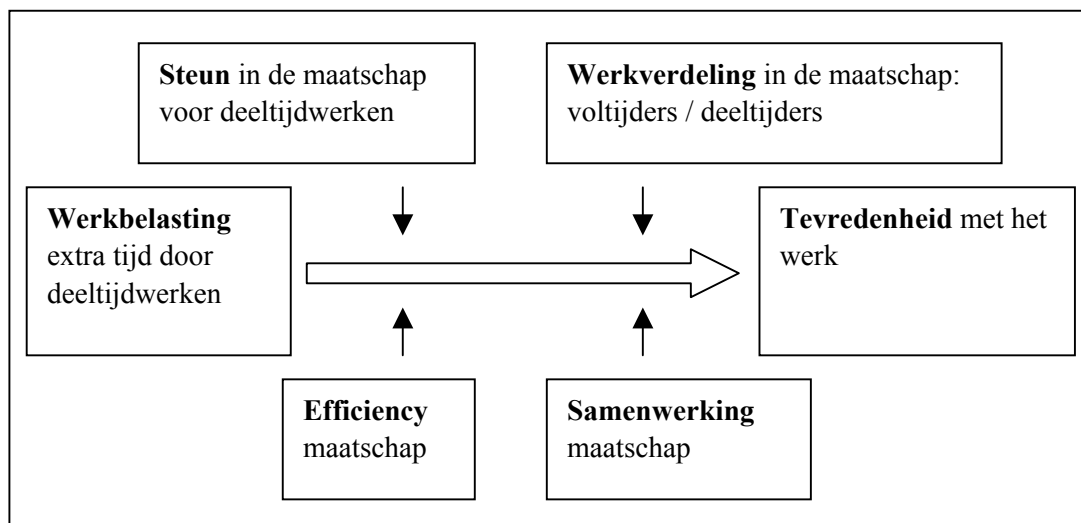 Steun in de maatschap
voor deeltijdwerken
Werkverdeling in de maatschap:
voltijders / deeltijders
Werkbelasting
extra tijd door
deeltijdwerken
Tevredenheid met het
werk
Efficiency
maatschap
Samenwerking
maatschap